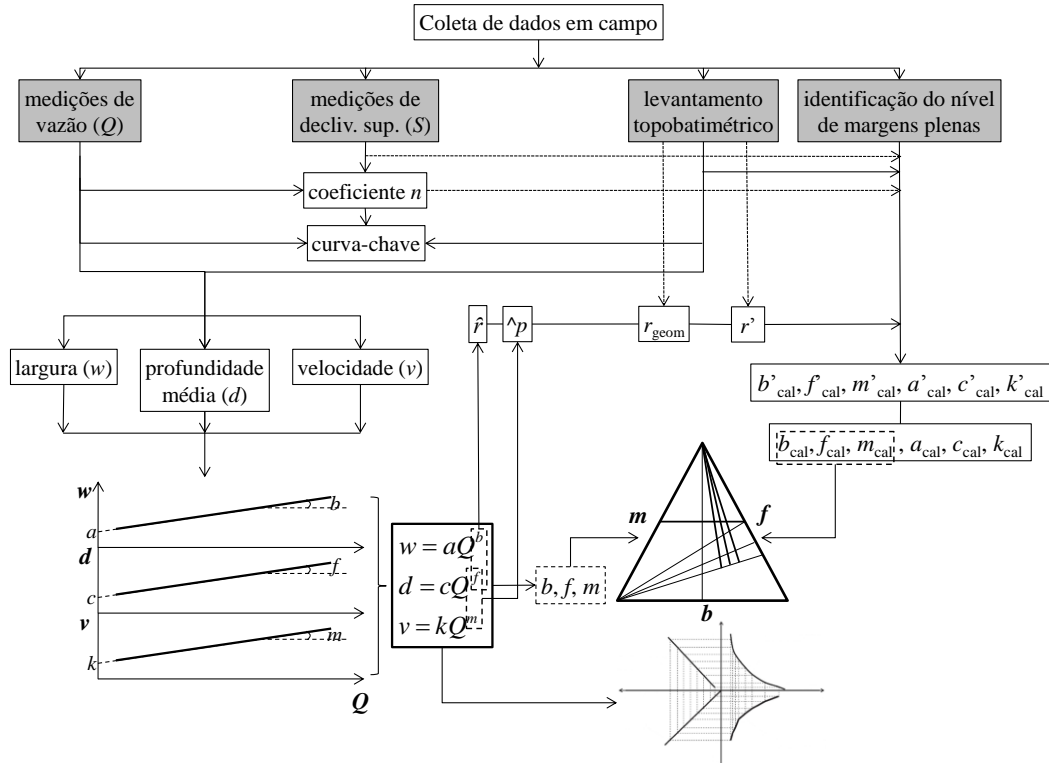 Coleta de dados em campo
medições de
vazão (Q)
medições de
decliv. sup. (S)
levantamento
topobatimétrico
identificação do nível
de margens plenas
coeficiente n
curva-chave
r̂
^p
r_geom
r’
largura (w)
profundidade
média (d)
velocidade (v)
b’cal, f’cal, m’cal, a’cal, c’cal, k’cal
bcal, fcal, mcal , acal, ccal, kcal
w
a
b
d
c
f
v
k
m
Q
w = aQ^b
d = cQ^f
v = kQ^m
b, f, m
m
f
b